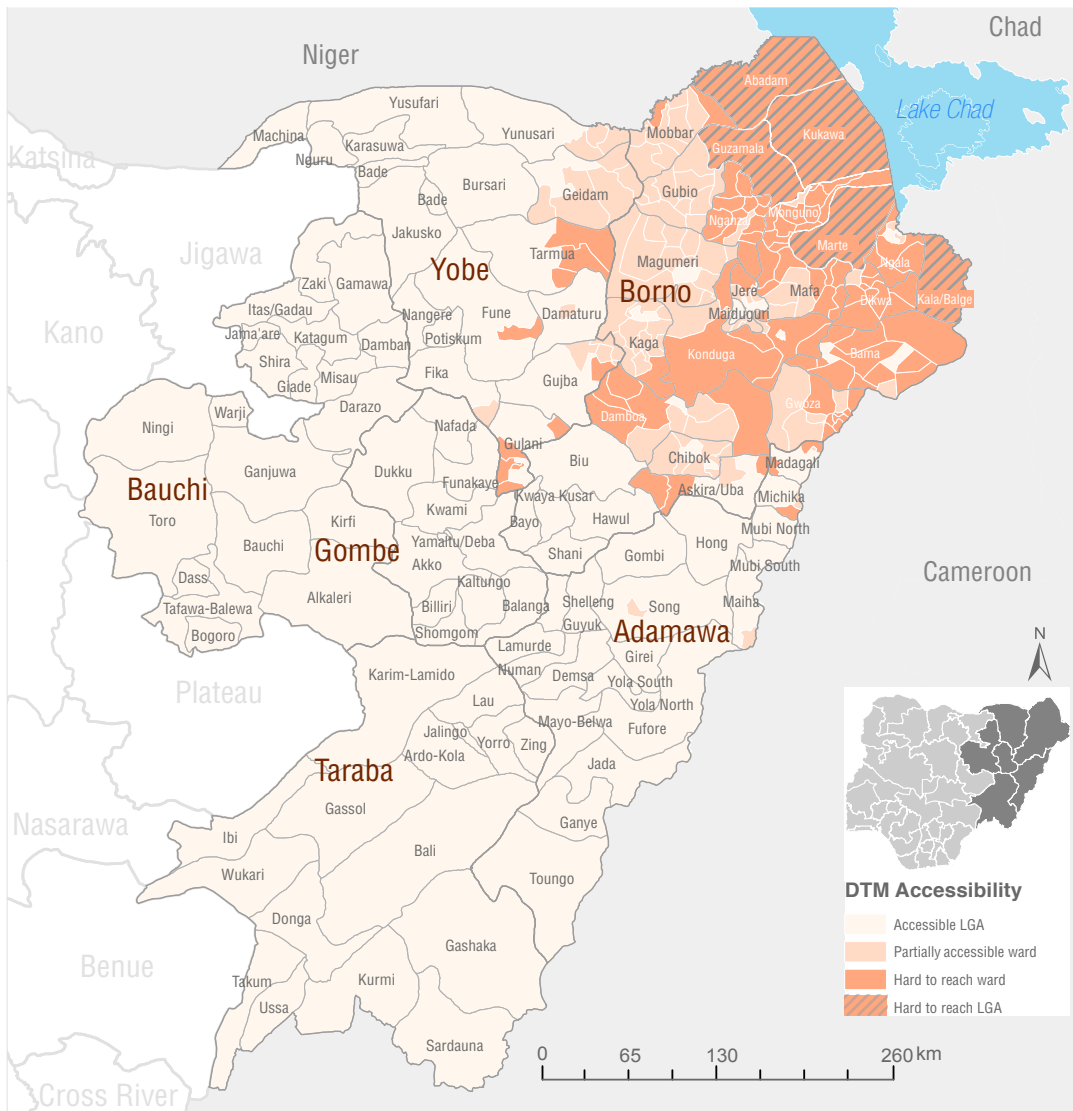 Chad
Niger
Abadam
Lake Chad
Yusufari
Machina
Yunusari
Mobbar
Kukawa
Karasuwa
Guzamala
Nguru
Katsina
Bade
Bursari
Geidam
Gubio
Bade
Monguno
Nganzai
Jakusko
Marte
Jigawa
Tarmua
Magumeri
Ngala
Yobe
Zaki
Gamawa
Borno
Jere
Mafa
Dikwa
Kala/Balge
Itas/Gadau
Nangere
Fune
Damaturu
Maiduguri
Kano
Jama'are
Katagum
Damban
Potiskum
Kaga
Konduga
Bama
Shira
Misau
Fika
Gujba
Giade
Darazo
Gwoza
Warji
Damboa
Ningi
Nafada
Gulani
Chibok
Biu
Madagali
Ganjuwa
Dukku
Funakaye
Askira/Uba
Bauchi
Kwaya Kusar
Michika
Toro
Kirfi
Kwami
Bayo
Hawul
Mubi North
Bauchi
Gombe
Yamaltu/Deba
Hong
Akko
Shani
Gombi
Mubi South
Cameroon
Dass
Kaltungo
Alkaleri
Tafawa-Balewa
Billiri
Balanga
Shelleng
Song
Maiha
Bogoro
Shomgom
Guyuk
Adamawa
Lamurde
Girei
Karim-Lamido
Numan
Demsa
Yola South
Plateau
Lau
Yola North
Mayo-Belwa
Fufore
Jalingo
Yorro
Zing
Ardo-Kola
Jada
Taraba
Gassol
Nasarawa
Ibi
Ganye
Bali
Wukari
Toungo
Donga
Gashaka
Benue
Takum
Kurmi
Ussa
Sardauna
Cross River
N
DTM Accessibility
Accessible LGA
Partially accessible ward
Hard to reach ward
Hard to reach LGA
0 65 130 260 km